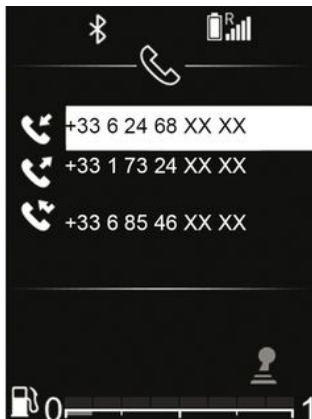 R
+33 6 24 68 XX XX
+33 1 73 24 XX XX
+33 6 85 46 XX XX
0 1